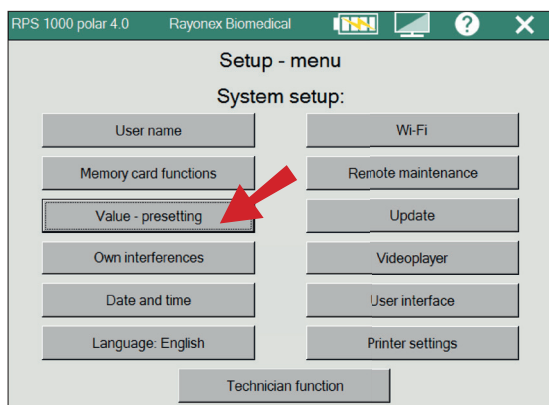 RPS 1000 polar 4.0 Rayonex Biomedical ?
Setup - menu
System setup:
User name Wi-Fi
Memory card functions Remote maintenance
Value - presetting Update
Own interferences Videoplayer
Date and time User interface
Language: English Printer settings
Technician function